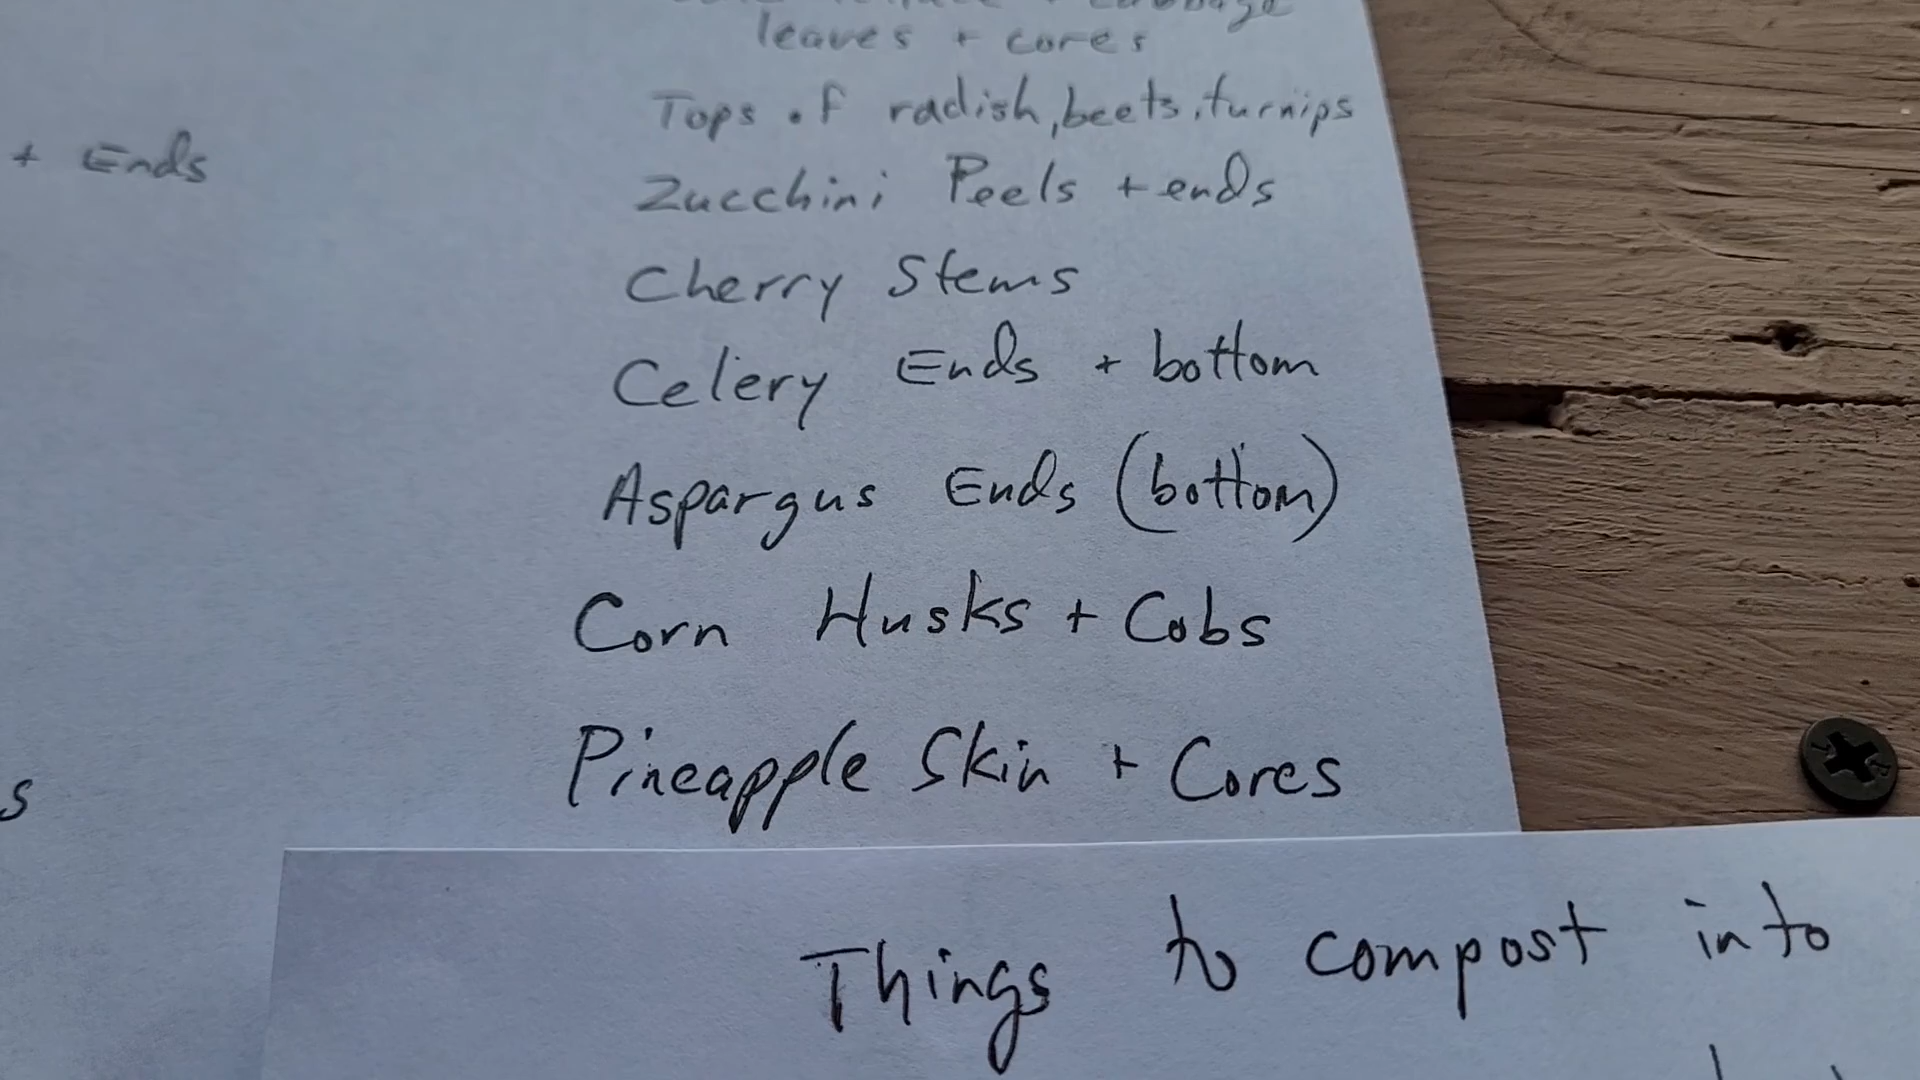 leaves + cores
Tops of radish, beets, turnips
+ Ends
Zucchini Peels + ends
Cherry Stems
Celery Ends + bottom
Aspargus Ends (bottom)
Corn Husks + Cobs
Pineapple Skin + Cores
s
Things to compost into